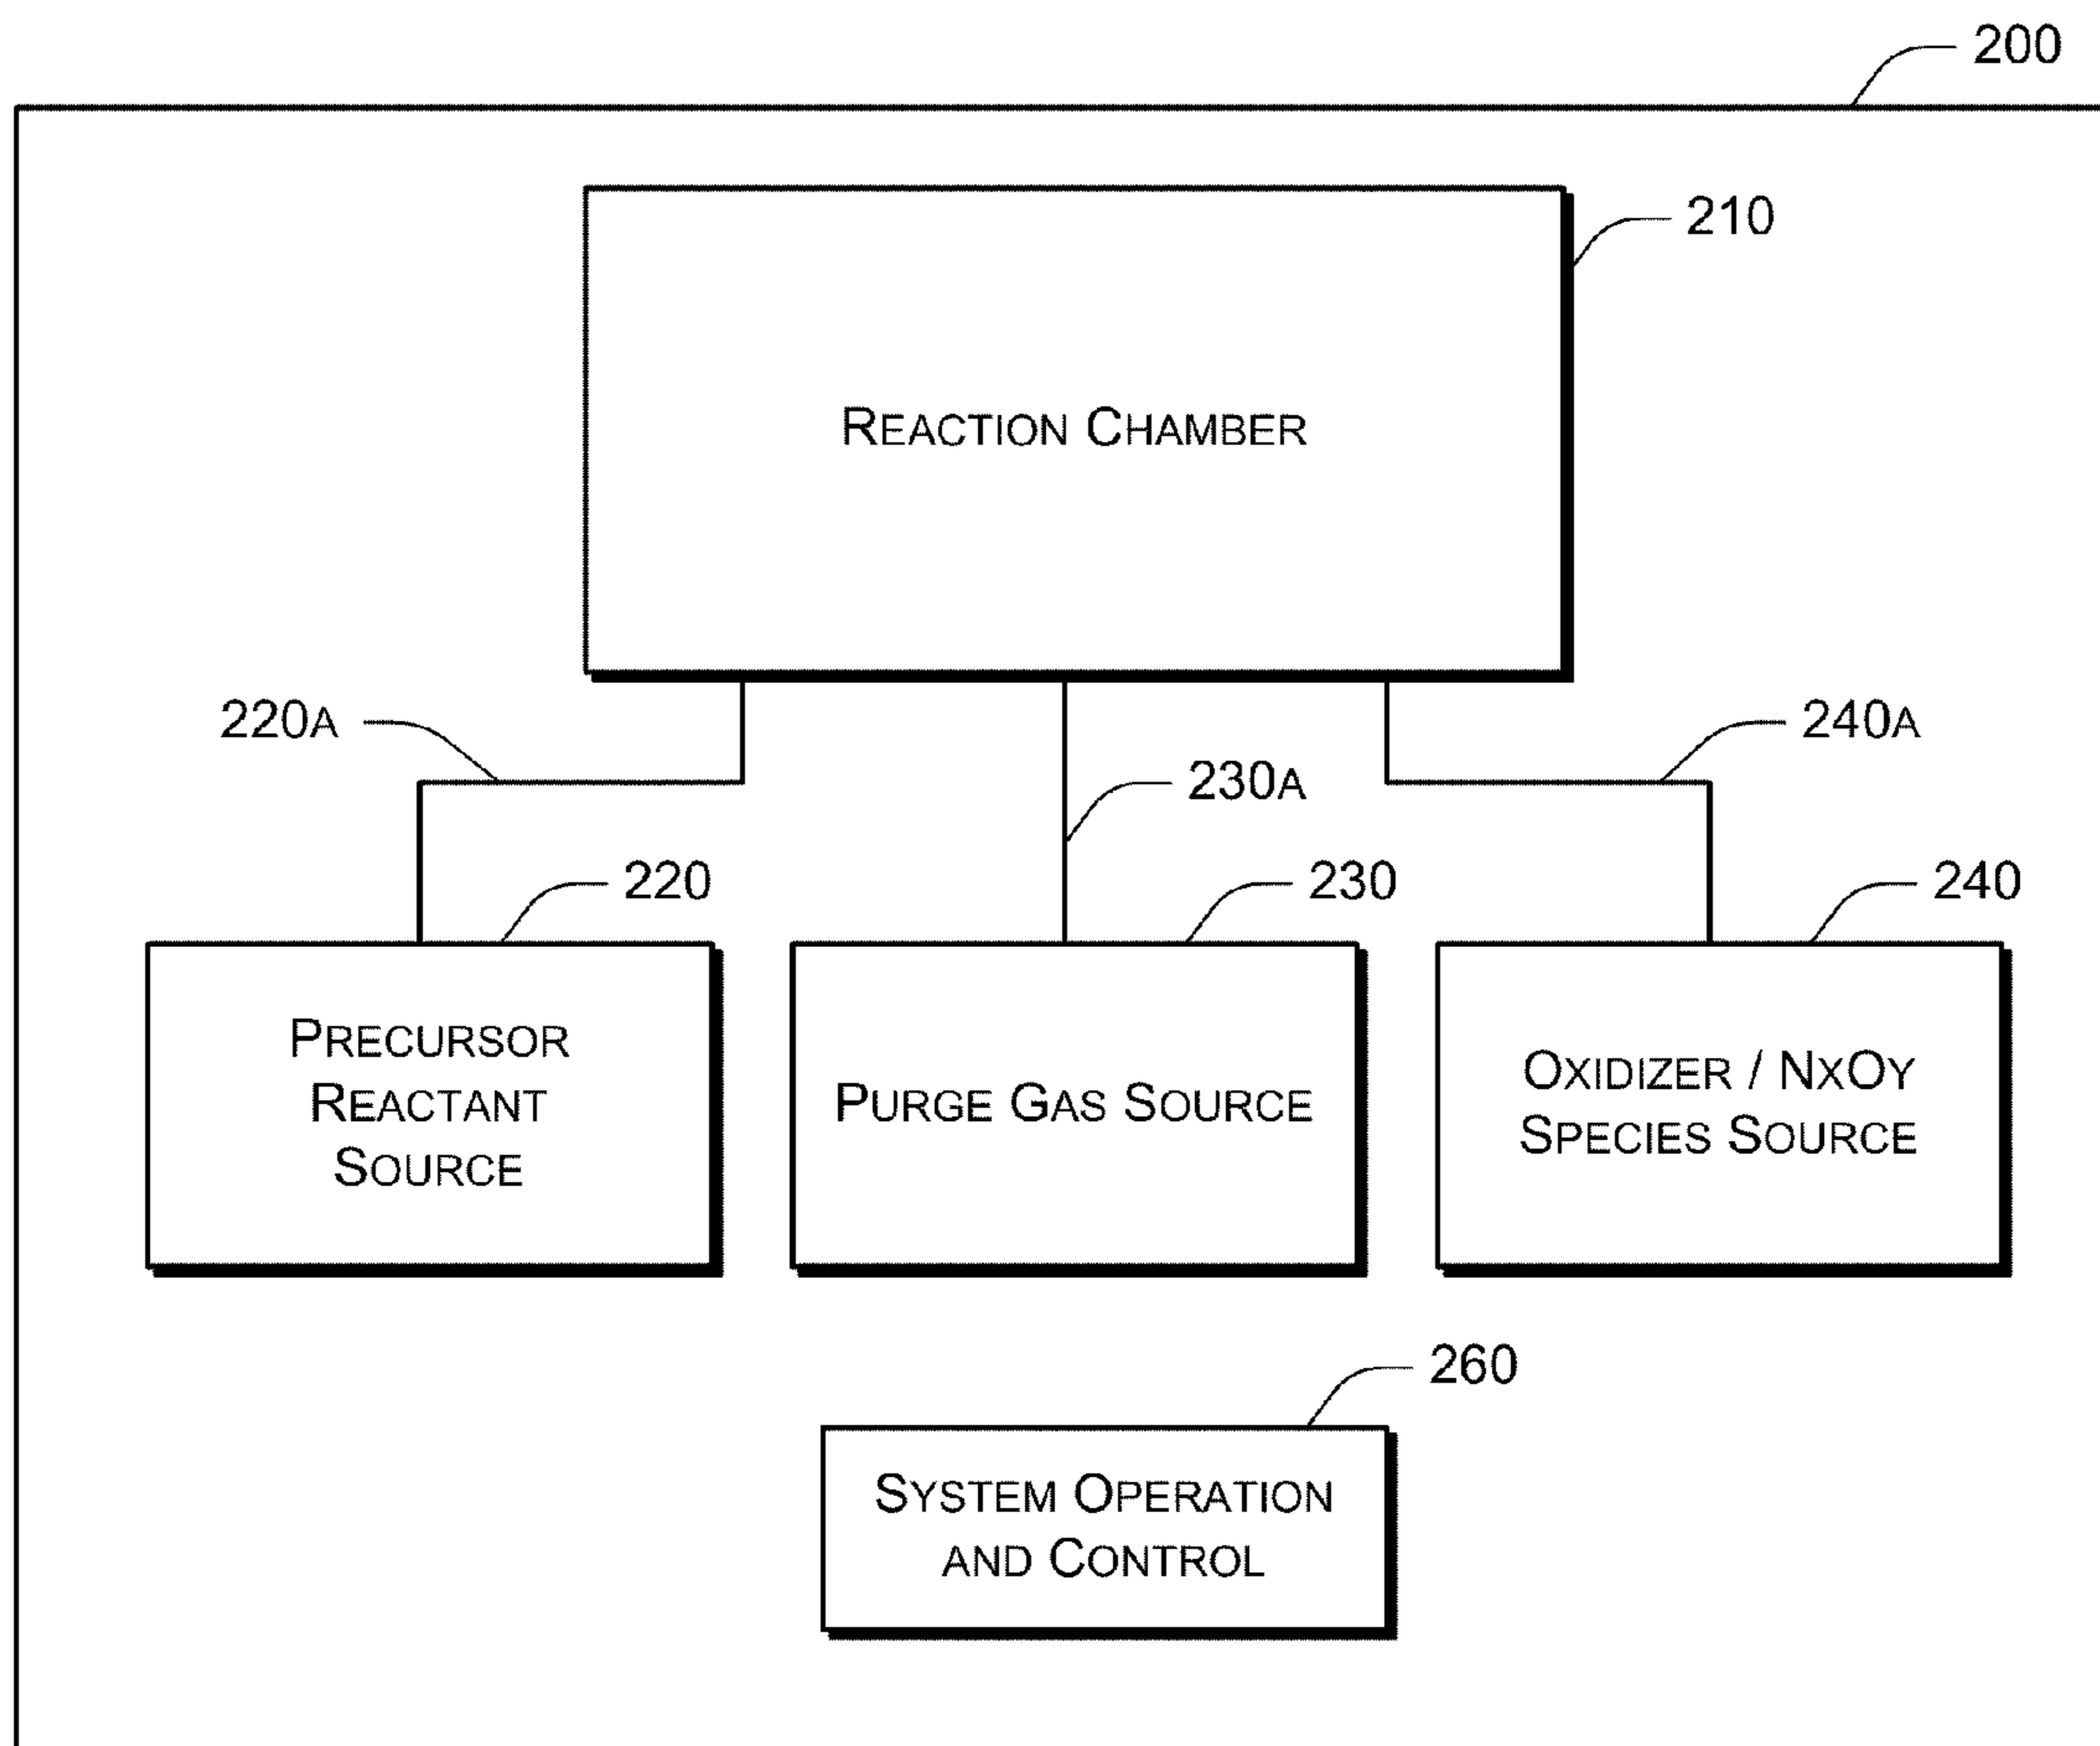 200
210
REACTION CHAMBER
220A
240A
230A
220
230
240
PRECURSOR
REACTANT
SOURCE
PURGE GAS SOURCE
OXIDIZER / NXOY
SPECIES SOURCE
260
SYSTEM OPERATION
AND CONTROL